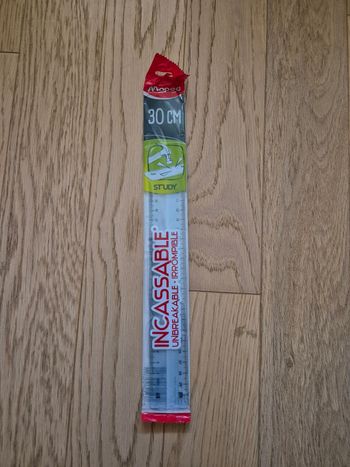 Maped
30 CM
STUDY
INCASSABLE*
UNBREAKABLE • IRROMPIBLE